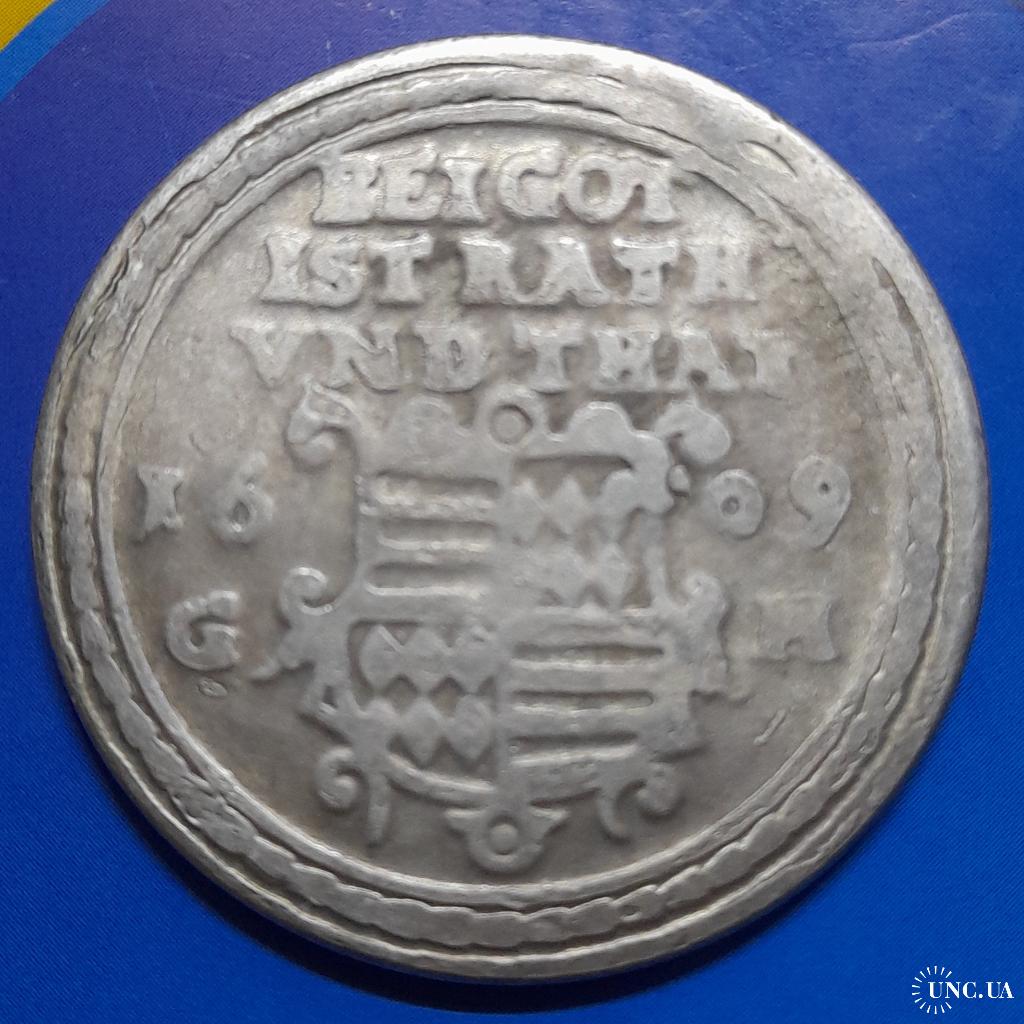 BEI GOT
IST RATH
VND THAT
16 09
G M
UNC.UA